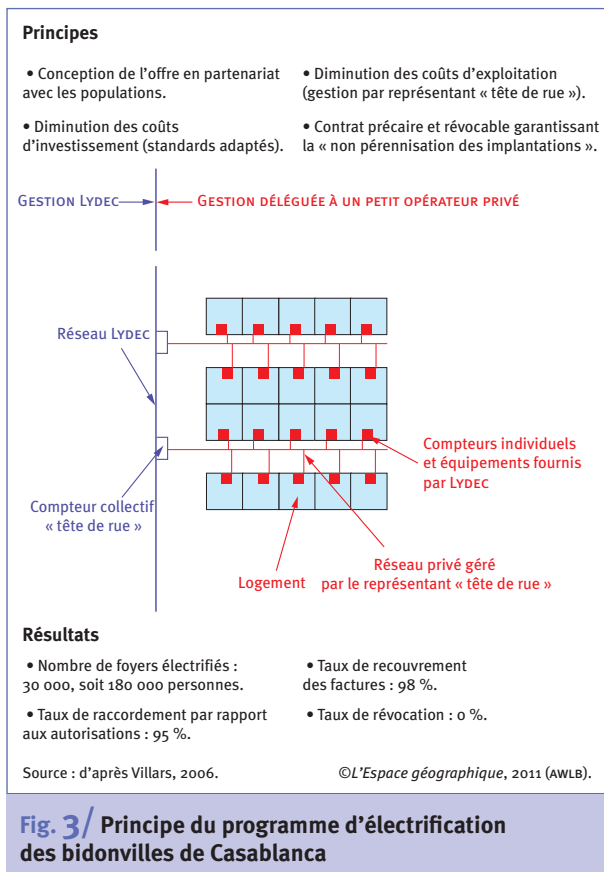 Principes
• Conception de l'offre en partenariat
avec les populations.
• Diminution des coûts
d'investissement (standards adaptés).
• Diminution des coûts d'exploitation
(gestion par représentant « tête de rue »).
• Contrat précaire et révocable garantissant
la « non pérennisation des implantations ».
GESTION LYDEC
GESTION DÉLÉGUÉE À UN PETIT OPÉRATEUR PRIVÉ
Réseau LYDEC
Compteur collectif
« tête de rue »
Compteurs individuels
et équipements fournis
par LYDEC
Logement
Réseau privé géré
par le représentant « tête de rue »
Résultats
• Nombre de foyers électrifiés :
30 000, soit 180 000 personnes.
• Taux de raccordement par rapport
aux autorisations : 95 %.
• Taux de recouvrement
des factures : 98 %.
• Taux de révocation : 0 %.
Source : d'après Villars, 2006.
©L'Espace géographique, 2011 (AWLB).
Fig. 3/ Principe du programme d'électrification
des bidonvilles de Casablanca